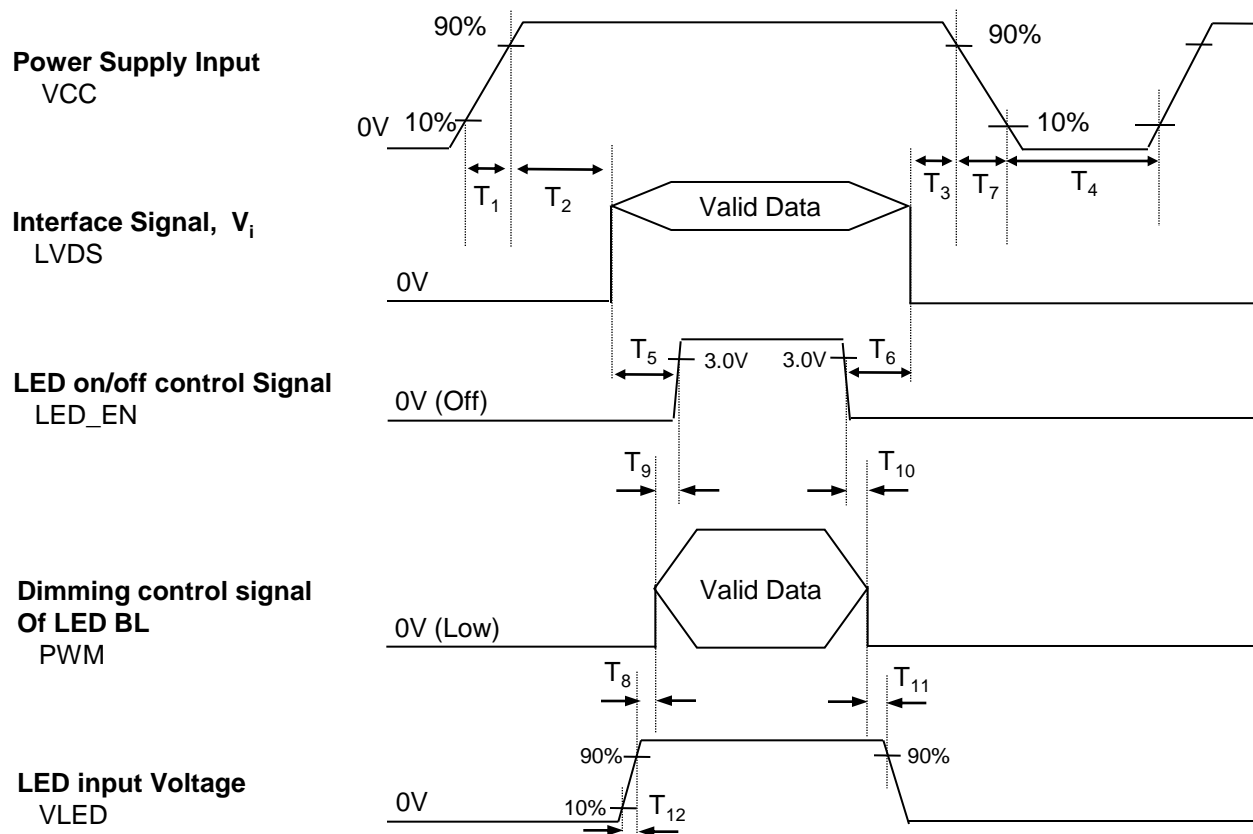 90%
90%
Power Supply Input
VCC
0V
10%
10%
T1
T2
T3
T7
T4
Interface Signal, Vi
LVDS
Valid Data
0V
T5
3.0V
3.0V
T6
LED on/off control Signal
LED_EN
0V (Off)
T9
T10
Dimming control signal
Of LED BL
PWM
Valid Data
0V (Low)
T8
T11
90%
90%
LED input Voltage
VLED
0V
10%
T12